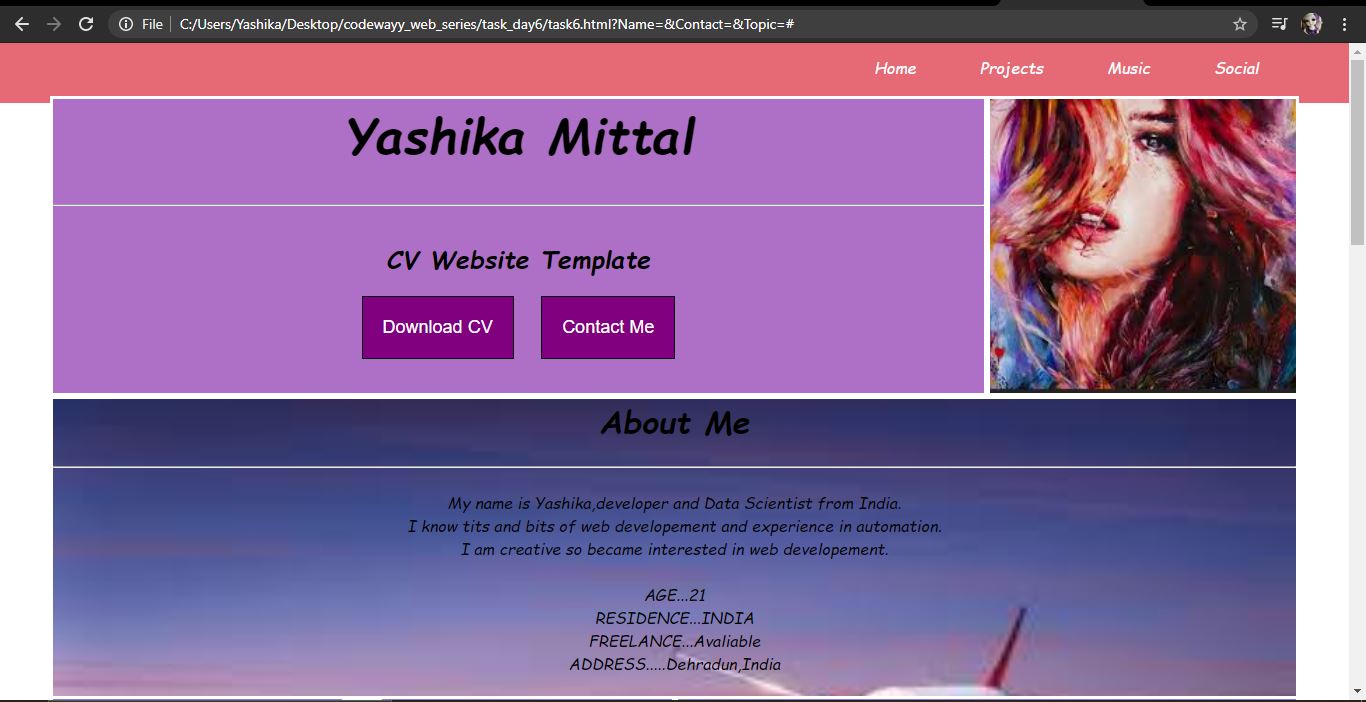 File
C:/Users/Yashika/Desktop/codewayy_web_series/task_day6/task6.html?Name=&Contact=&Topic=#
Home Projects Music Social
Yashika Mittal
CV Website Template
Download CV Contact Me
About Me
My name is Yashika,developer and Data Scientist from India.
I know tits and bits of web developement and experience in automation.
I am creative so became interested in web developement.
AGE...21
RESIDENCE...INDIA
FREELANCE...Avaliable
ADDRESS.....Dehradun,India